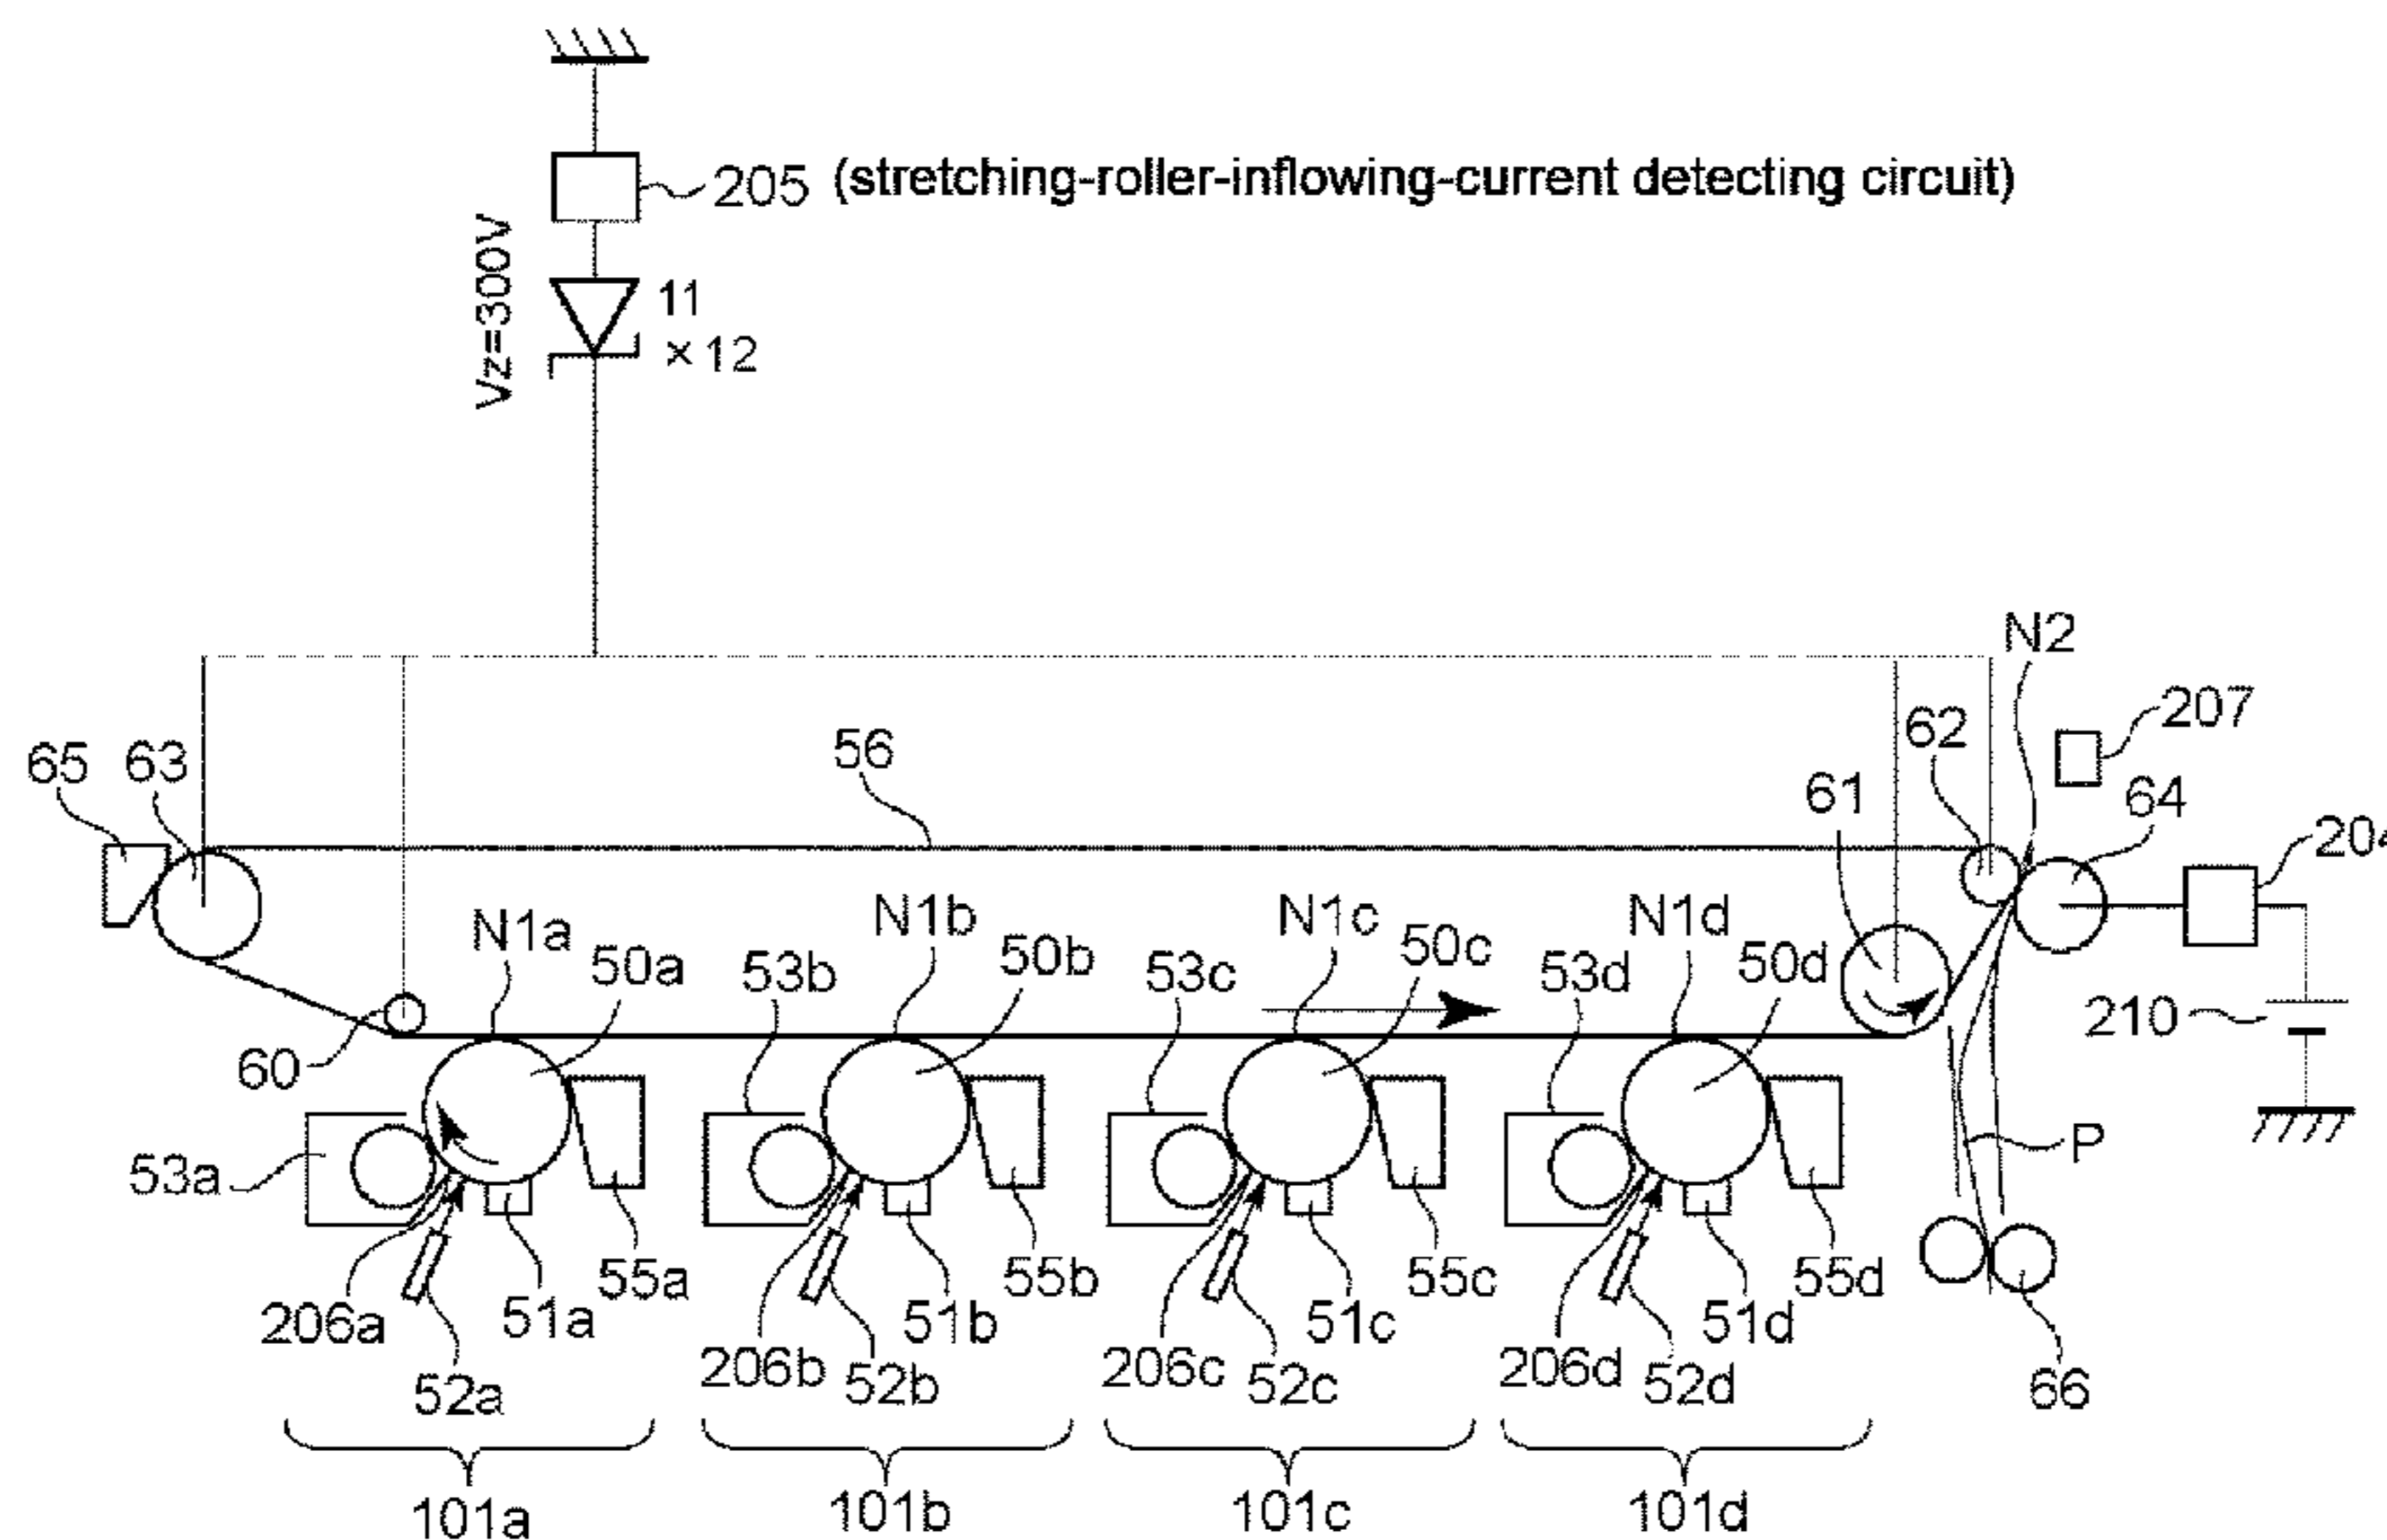 205 (stretching-roller-inflowing-current detecting circuit)
Vz=300V
11
×12
N2
207
65 63
56
62
61
64
N1a
N1b
N1c
N1d
50a
53b
50b
53c
50c
53d
50d
210
60
53a
P
206a
52a
51a
55a
206b
52b
51b
55b
206c
52c
51c
55c
206d
52d
51d
55d
66
101a
101b
101c
101d